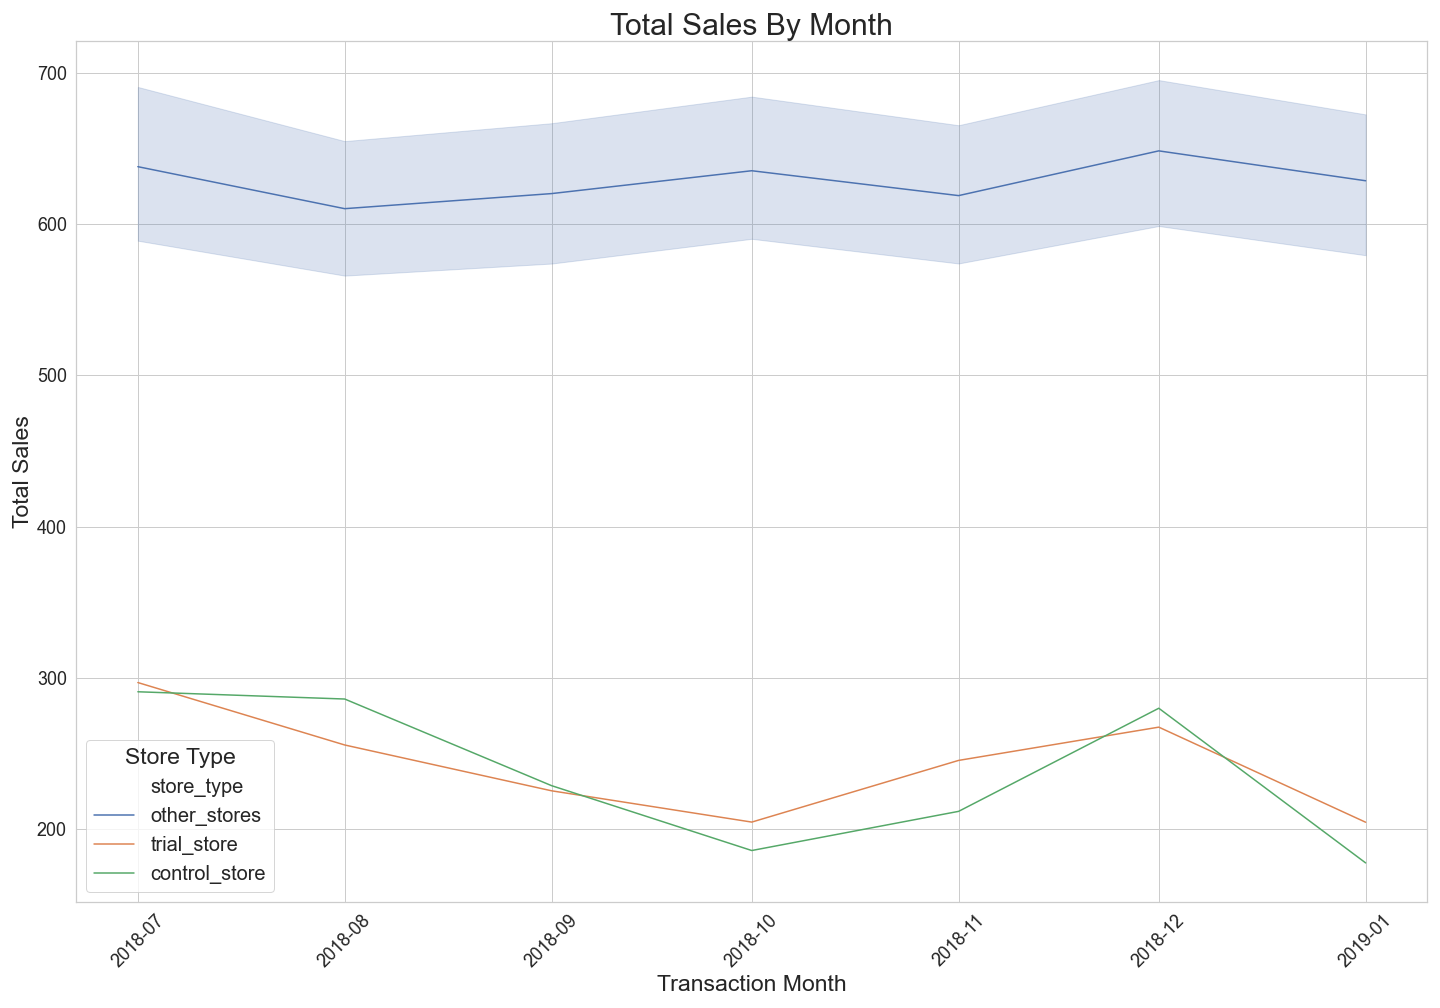 Total Sales By Month
Total Sales
700
600
500
400
300
200
Store Type
store_type
other_stores
trial_store
control_store
2018-07
2018-08
2018-09
2018-10
2018-11
2018-12
2019-01
Transaction Month